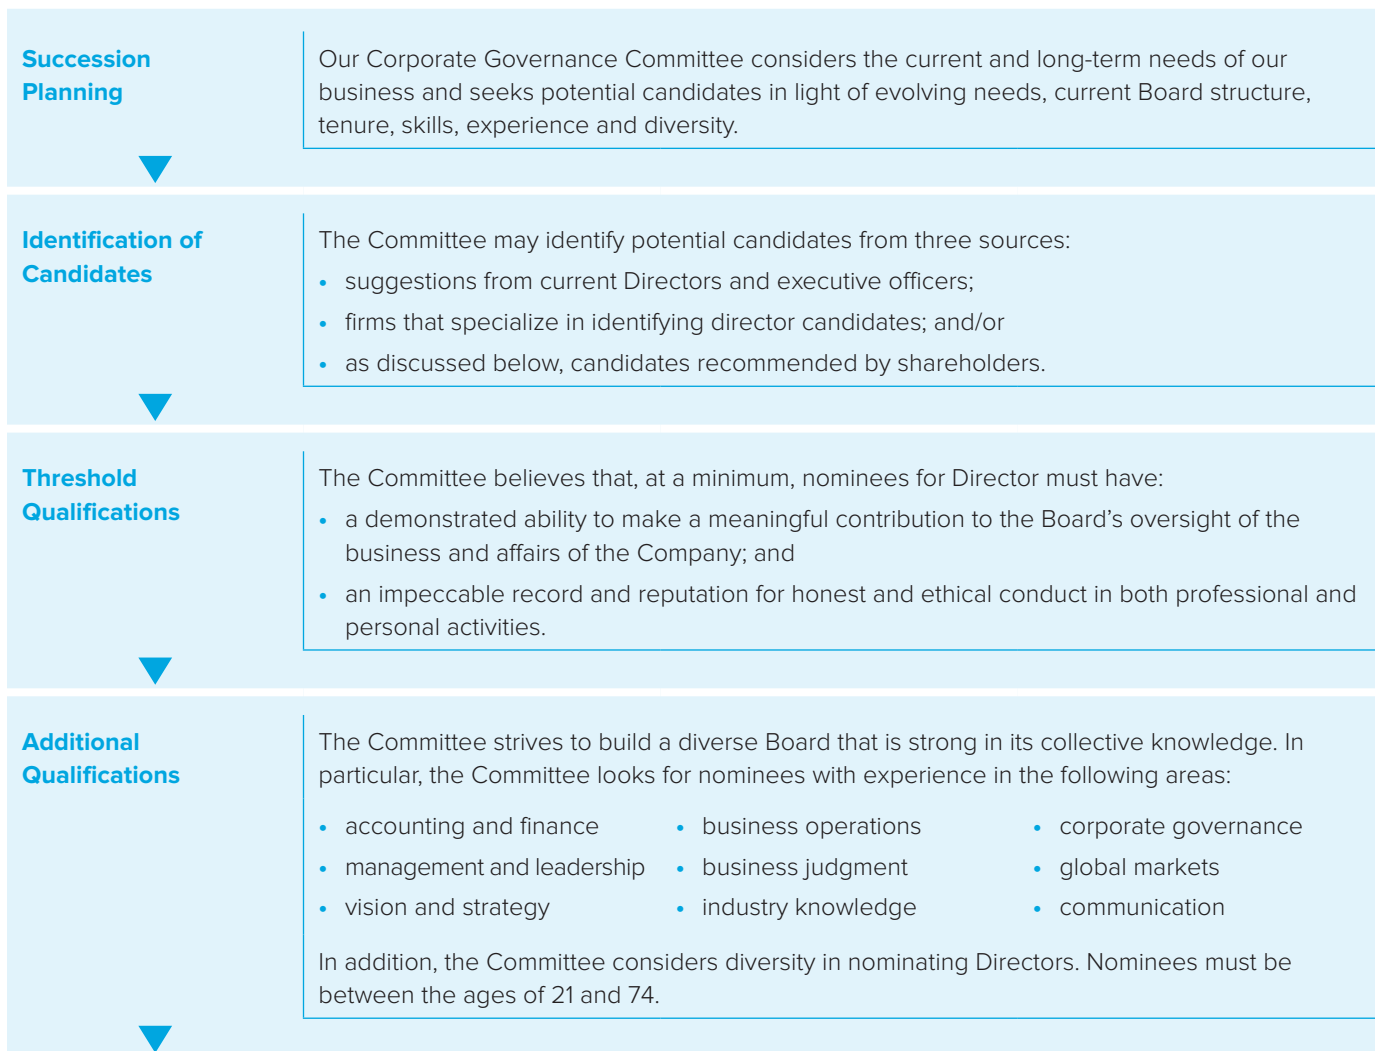 Succession
Planning
Our Corporate Governance Committee considers the current and long-term needs of our
business and seeks potential candidates in light of evolving needs, current Board structure,
tenure, skills, experience and diversity.
Identification of
Candidates
The Committee may identify potential candidates from three sources:
• suggestions from current Directors and executive officers;
• firms that specialize in identifying director candidates; and/or
• as discussed below, candidates recommended by shareholders.
Threshold
Qualifications
The Committee believes that, at a minimum, nominees for Director must have:
• a demonstrated ability to make a meaningful contribution to the Board’s oversight of the
business and affairs of the Company; and
• an impeccable record and reputation for honest and ethical conduct in both professional and
personal activities.
Additional
Qualifications
The Committee strives to build a diverse Board that is strong in its collective knowledge. In
particular, the Committee looks for nominees with experience in the following areas:
• accounting and finance • business operations • corporate governance
• management and leadership • business judgment • global markets
• vision and strategy • industry knowledge • communication
In addition, the Committee considers diversity in nominating Directors. Nominees must be
between the ages of 21 and 74.